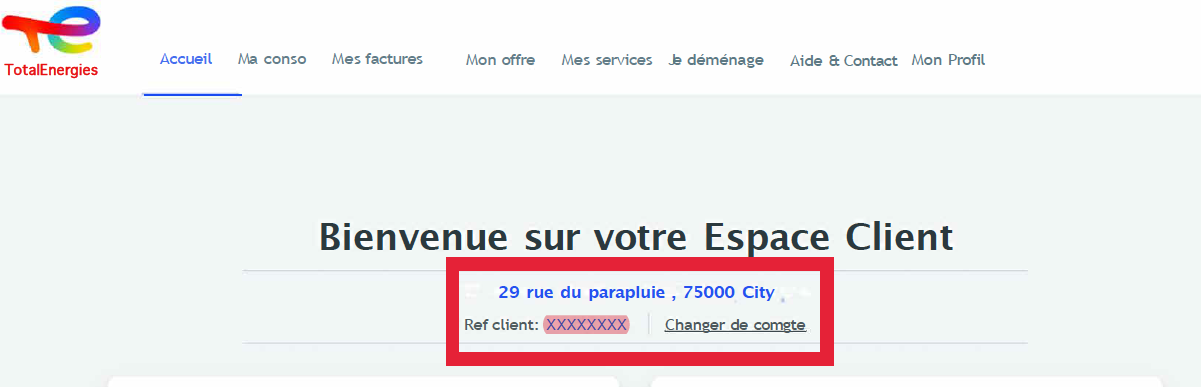 TotalEnergies
Accueil Ma conso Mes factures Mon offre Mes services Je déménage Aide & Contact Mon Profil
Bienvenue sur votre Espace Client
29 rue du parapluie , 75000 City
Ref client: XXXXXXXX Changer de comgte